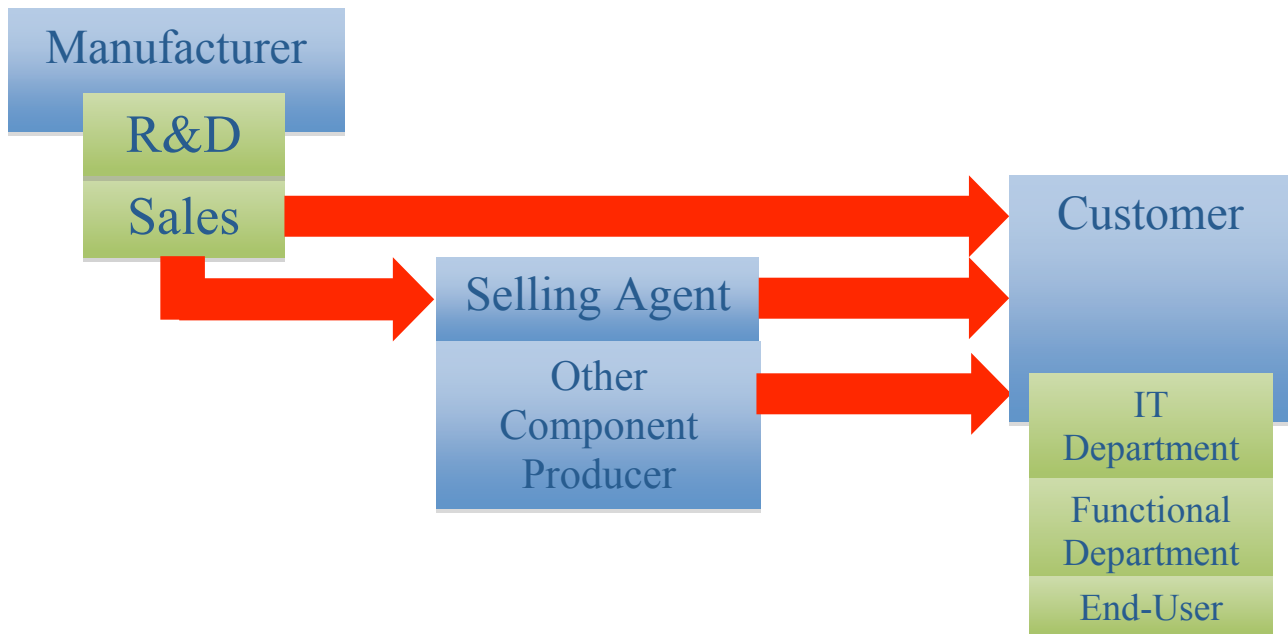 Manufacturer
R&D
Sales
Customer
Selling Agent
Other
Component
Producer
IT
Department
Functional
Department
End-User